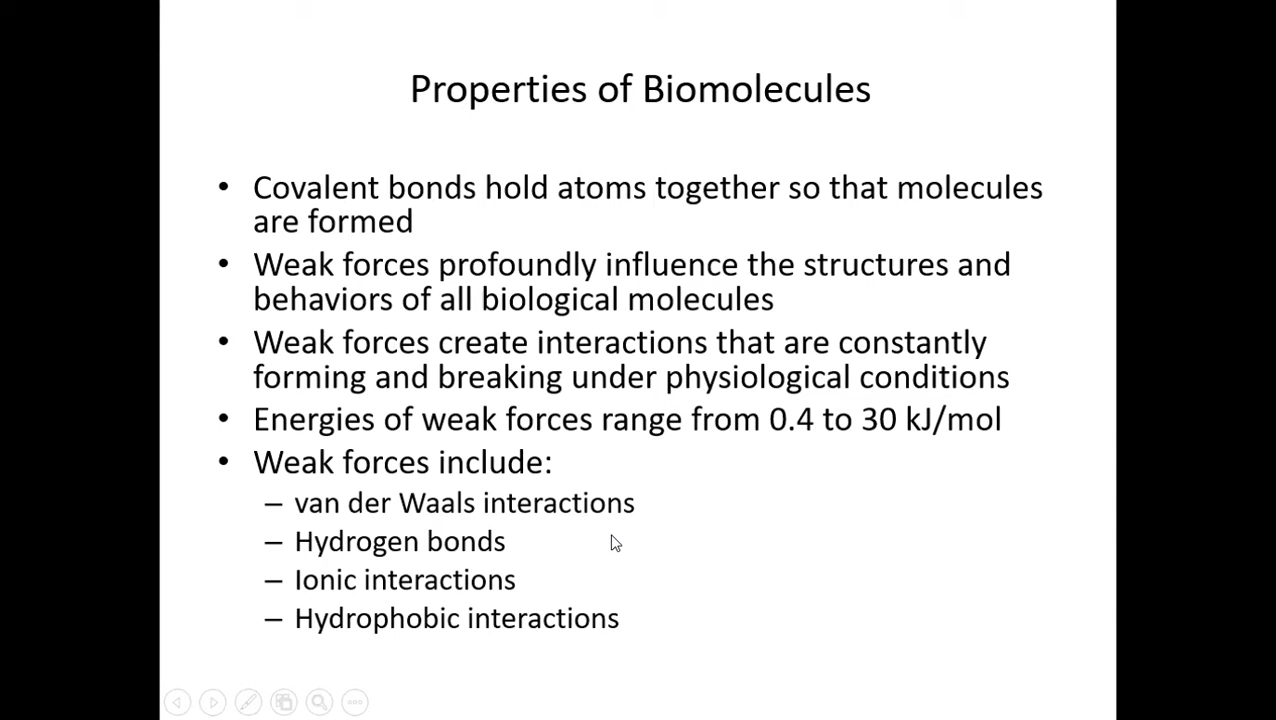 Properties of Biomolecules
• Covalent bonds hold atoms together so that molecules
are formed
• Weak forces profoundly influence the structures and
behaviors of all biological molecules
• Weak forces create interactions that are constantly
forming and breaking under physiological conditions
• Energies of weak forces range from 0.4 to 30 kJ/mol
• Weak forces include:
– van der Waals interactions
– Hydrogen bonds
– Ionic interactions
– Hydrophobic interactions